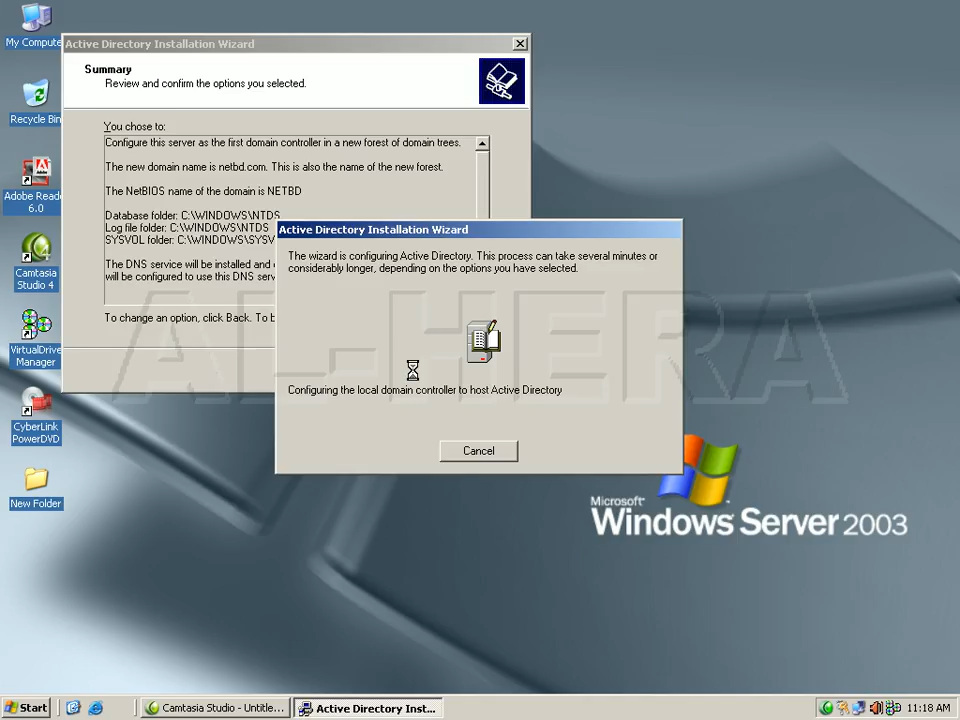 My Compute
Recycle Bin
Adobe Read
6.0
Camtasia
Studio 4
VirtualDrive
Manager
CyberLink
PowerDVD
New Folder
Active Directory Installation Wizard
Summary
Review and confirm the options you selected.
You chose to:
Configure this server as the first domain controller in a new forest of domain trees.
The new domain name is netbd.com. This is also the name of the new forest.
The NetBIOS name of the domain is NETBD
Database folder: C:\WINDOWS\NTDS
Log file folder: C:\WINDOWS\NTDS
SYSVOL folder: C:\WINDOWS\SYSV
The DNS service will be installed and
will be configured to use this DNS serv
To change an option, click Back. To b
Active Directory Installation Wizard
The wizard is configuring Active Directory. This process can take several minutes or
considerably longer, depending on the options you have selected.
Configuring the local domain controller to host Active Directory
Cancel
AL-HERA
Microsoft
Windows Server 2003
Start
Camtasia Studio - Untitle...
Active Directory Inst...
11:18 AM